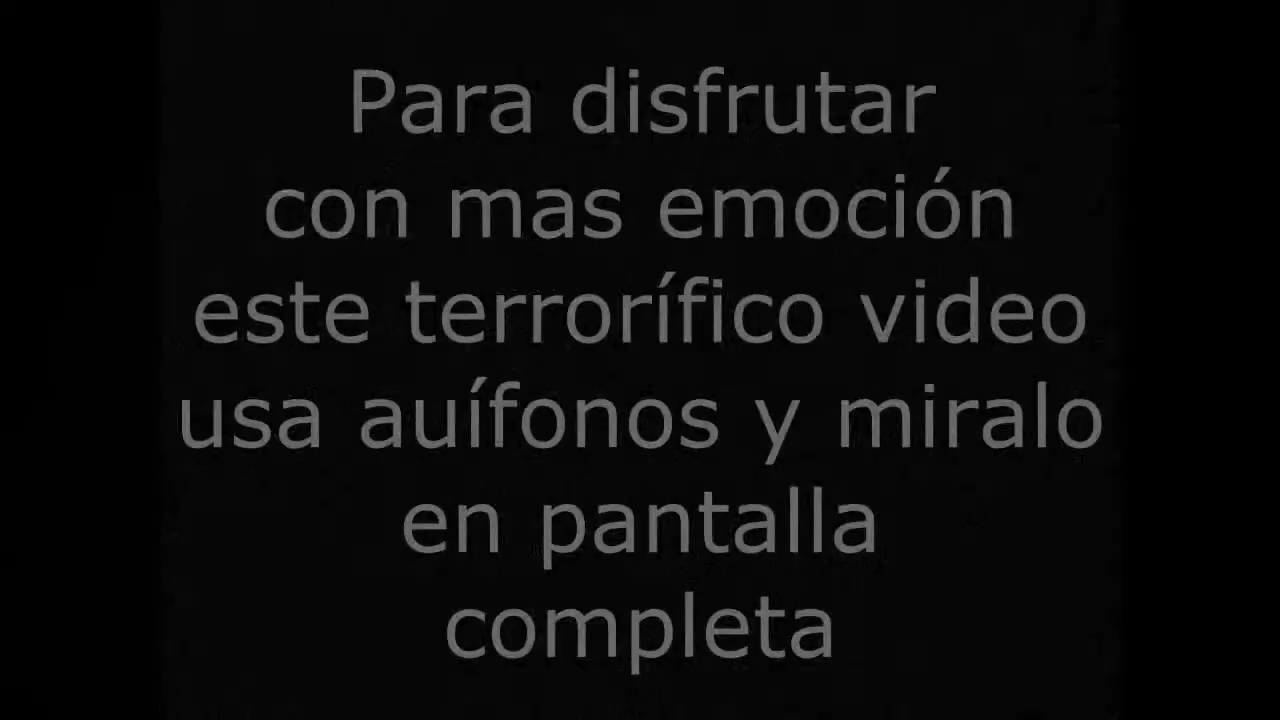 Para disfrutar
con mas emoción
este terrorífico video
usa auífonos y miralo
en pantalla
completa